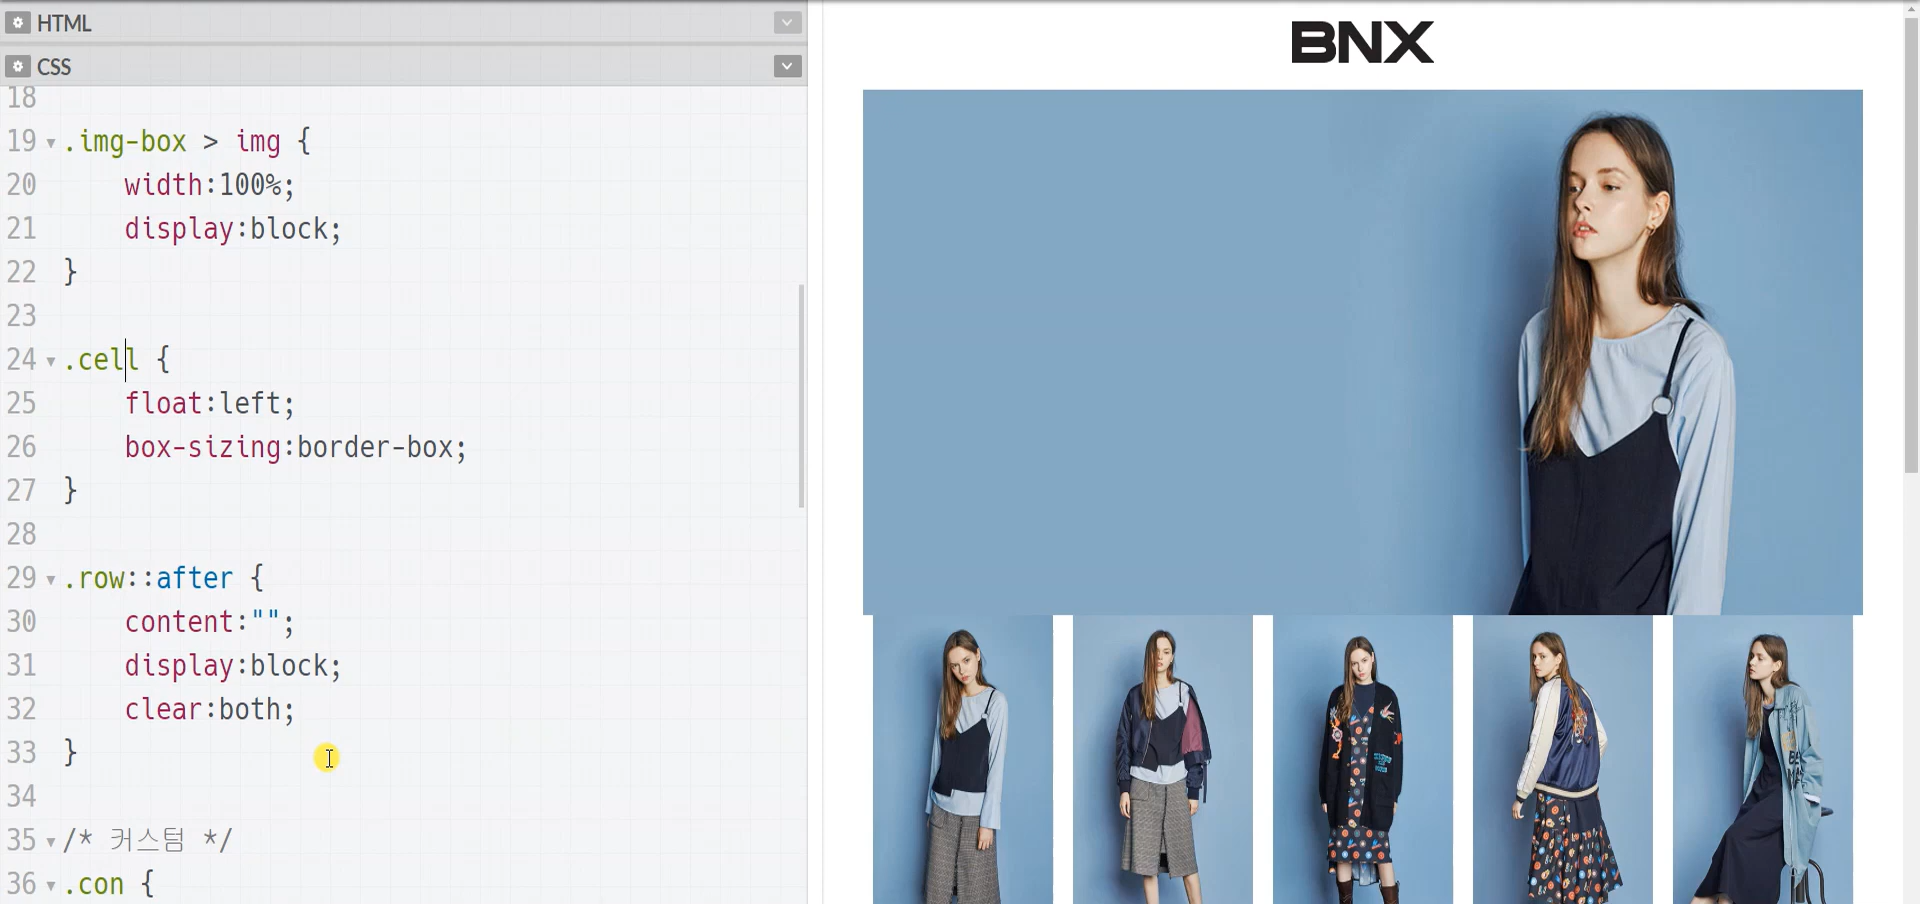 HTML
CSS
BNX
18
19 .img-box > img {
20 width:100%;
21 display:block;
22 }
23
24 .cell {
25 float:left;
26 box-sizing:border-box;
27 }
28
29 .row::after {
30 content:"";
31 display:block;
32 clear:both;
33 }
34
35 /* 커스텀 */
36 .con {